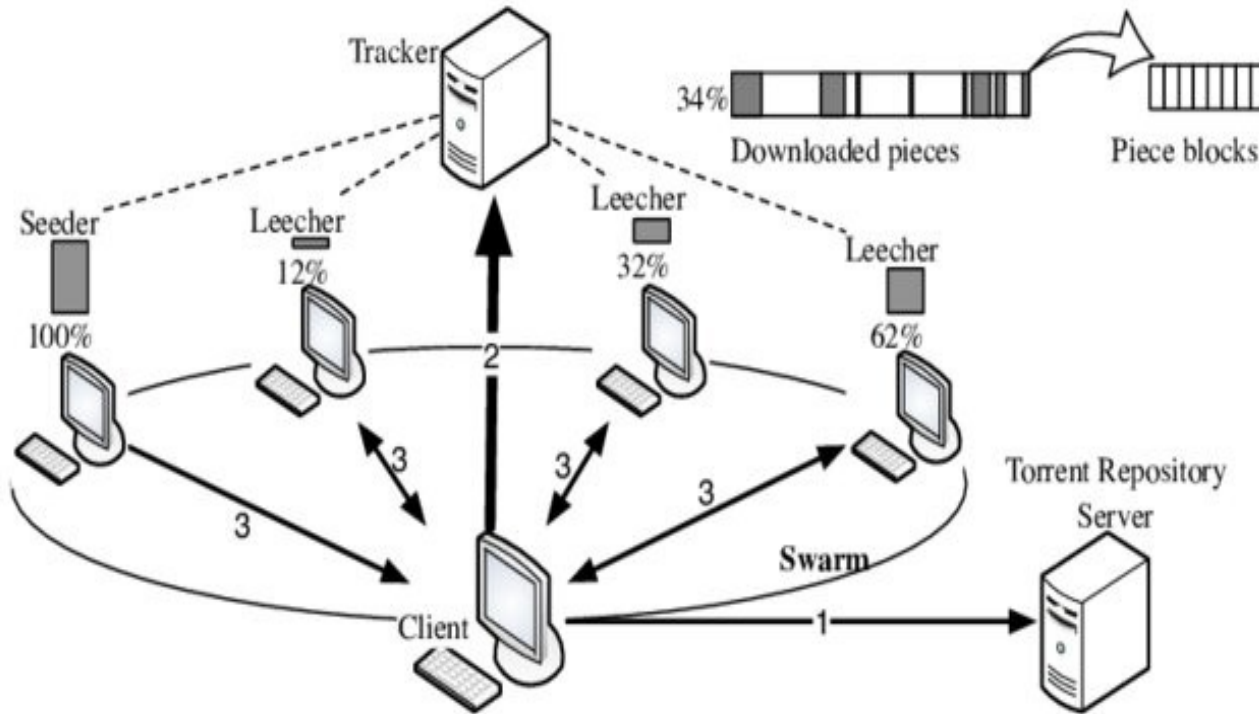 Tracker
34%
Downloaded pieces
Piece blocks
Seeder
100%
Leecher
12%
Leecher
32%
Leecher
62%
2
3
3
3
3
Torrent Repository
Server
Swarm
Client
1